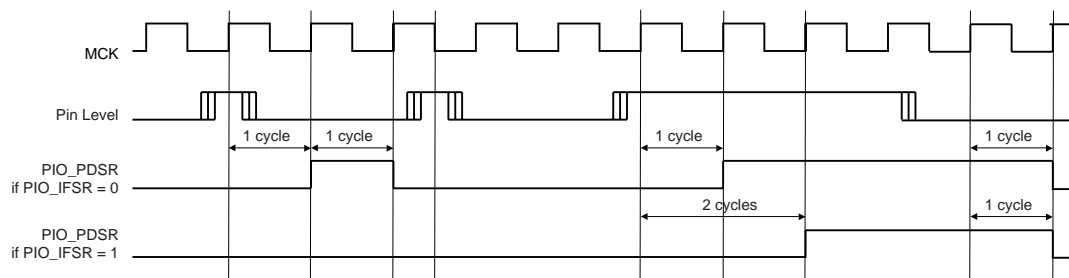 MCK
Pin Level
1 cycle 1 cycle 1 cycle 1 cycle
PIO_PDSR
if PIO_IFSR = 0
2 cycles 1 cycle
PIO_PDSR
if PIO_IFSR = 1